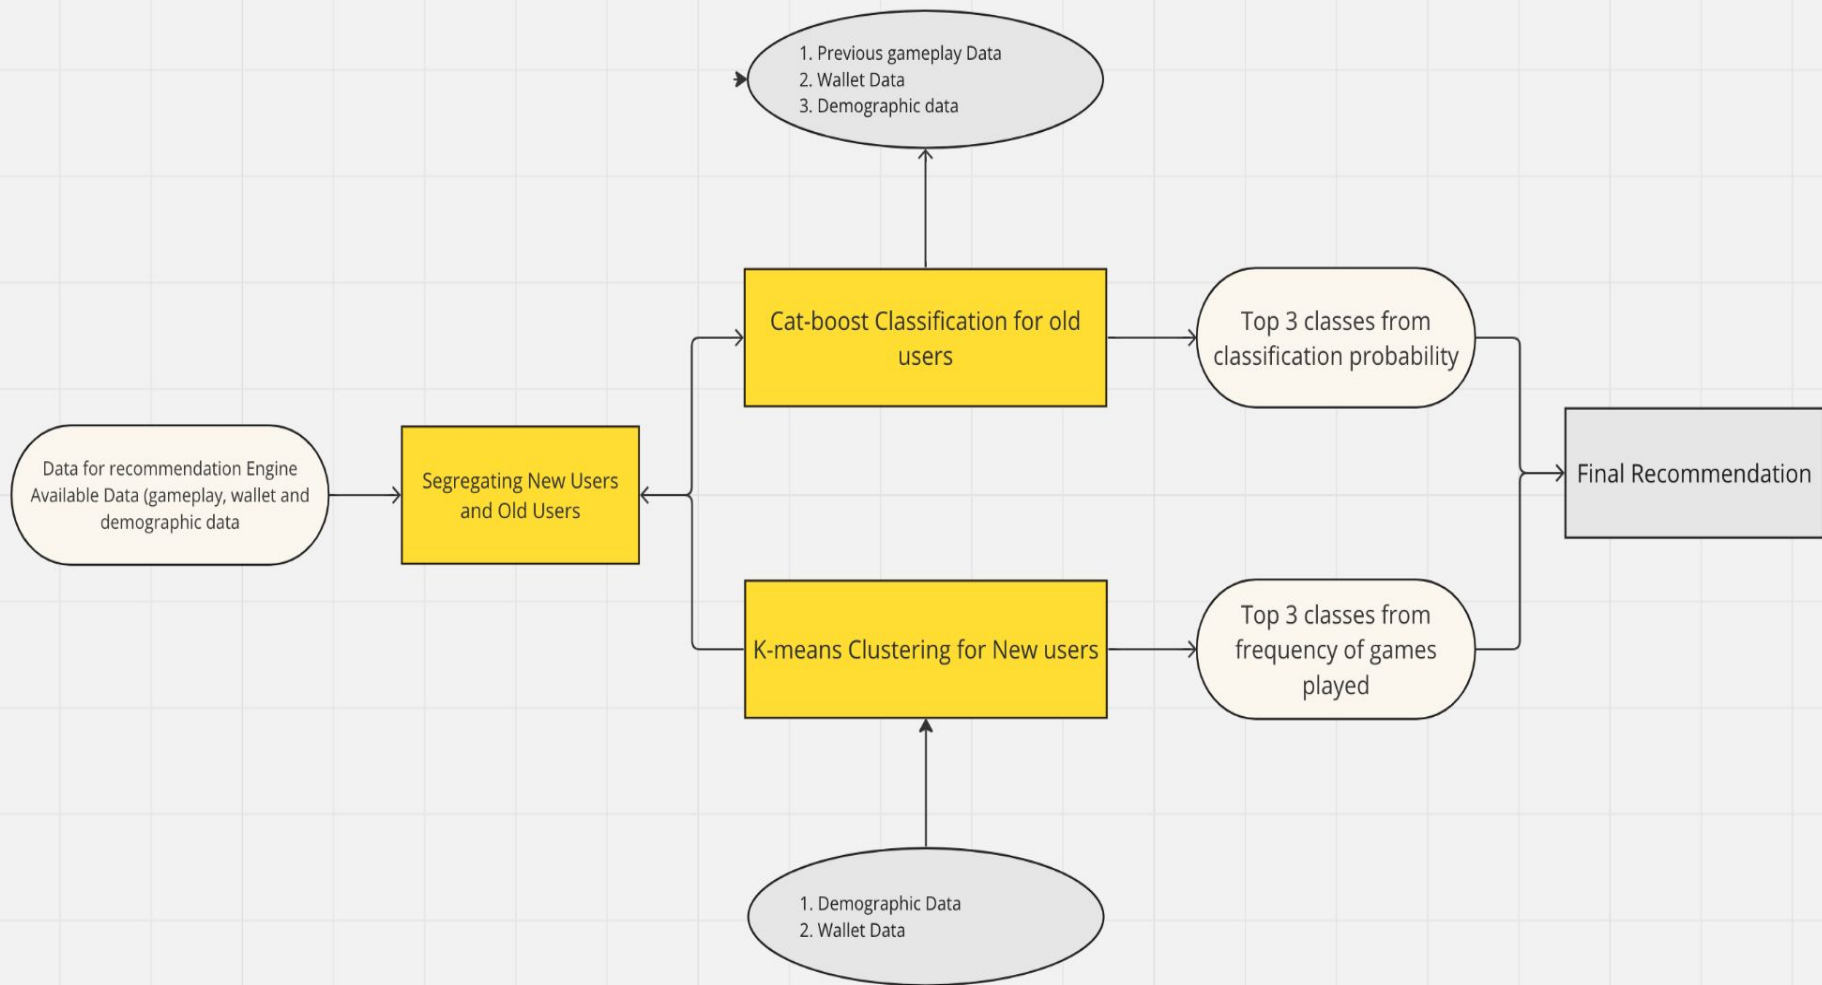 1. Previous gameplay Data
2. Wallet Data
3. Demographic data
Cat-boost Classification for old
users
Top 3 classes from
classification probability
Data for recommendation Engine
Available Data (gameplay, wallet and
demographic data
Segregating New Users
and Old Users
Final Recommendation
K-means Clustering for New users
Top 3 classes from
frequency of games
played
1. Demographic Data
2. Wallet Data